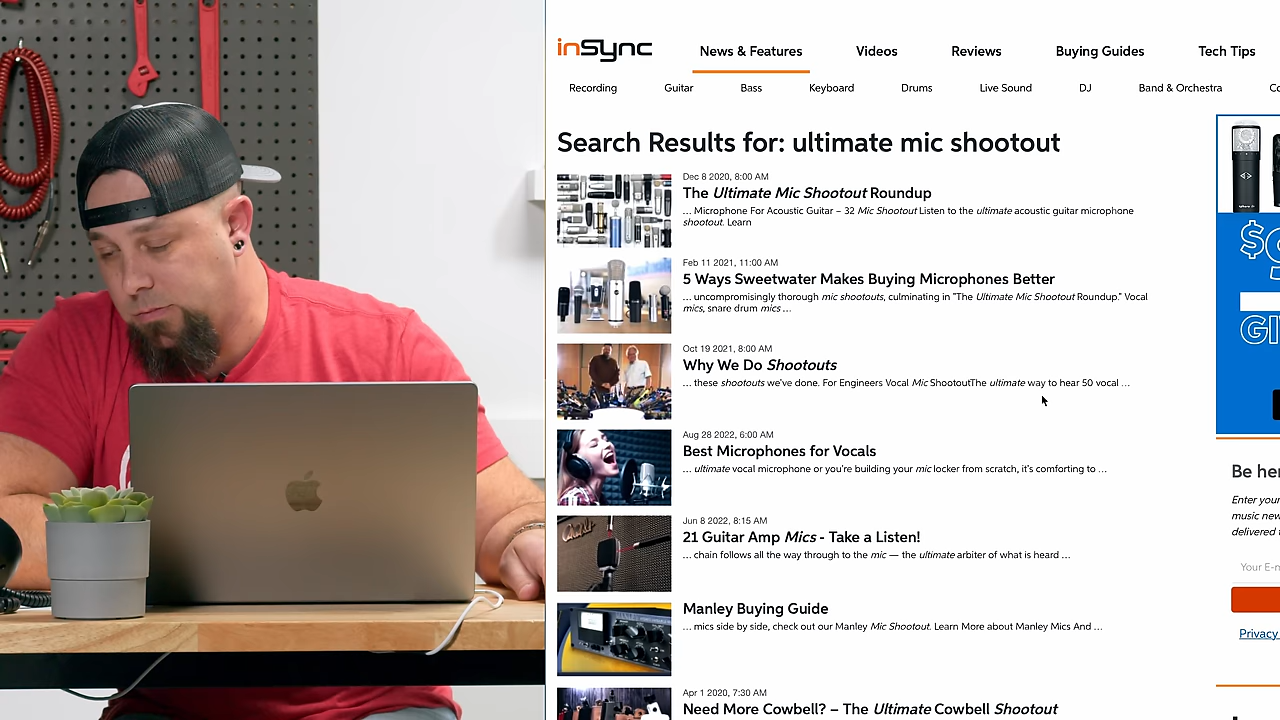 inSync
News & Features
Videos
Reviews
Buying Guides
Tech Tips
Recording
Guitar
Bass
Keyboard
Drums
Live Sound
DJ
Band & Orchestra
Search Results for: ultimate mic shootout
Dec 8 2020, 8:00 AM
The Ultimate Mic Shootout Roundup
... Microphone For Acoustic Guitar – 32 Mic Shootout Listen to the ultimate acoustic guitar microphone
shootout. Learn
Feb 11 2021, 11:00 AM
5 Ways Sweetwater Makes Buying Microphones Better
... uncompromisingly thorough mic shootouts, culminating in "The Ultimate Mic Shootout Roundup." Vocal
mics, snare drum mics ...
Oct 19 2021, 8:00 AM
Why We Do Shootouts
... these shootouts we've done. For Engineers Vocal Mic ShootoutThe ultimate way to hear 50 vocal ...
Aug 28 2022, 6:00 AM
Best Microphones for Vocals
... ultimate vocal microphone or you're building your mic locker from scratch, it's comforting to ...
Jun 8 2022, 8:15 AM
21 Guitar Amp Mics - Take a Listen!
... chain follows all the way through to the mic — the ultimate arbiter of what is heard ...
Manley Buying Guide
... mics side by side, check out our Manley Mic Shootout. Learn More about Manley Mics And ...
Apr 1 2020, 7:30 AM
Need More Cowbell? – The Ultimate Cowbell Shootout
Be her
Enter your
music new
delivered t
Your E-m
Privacy